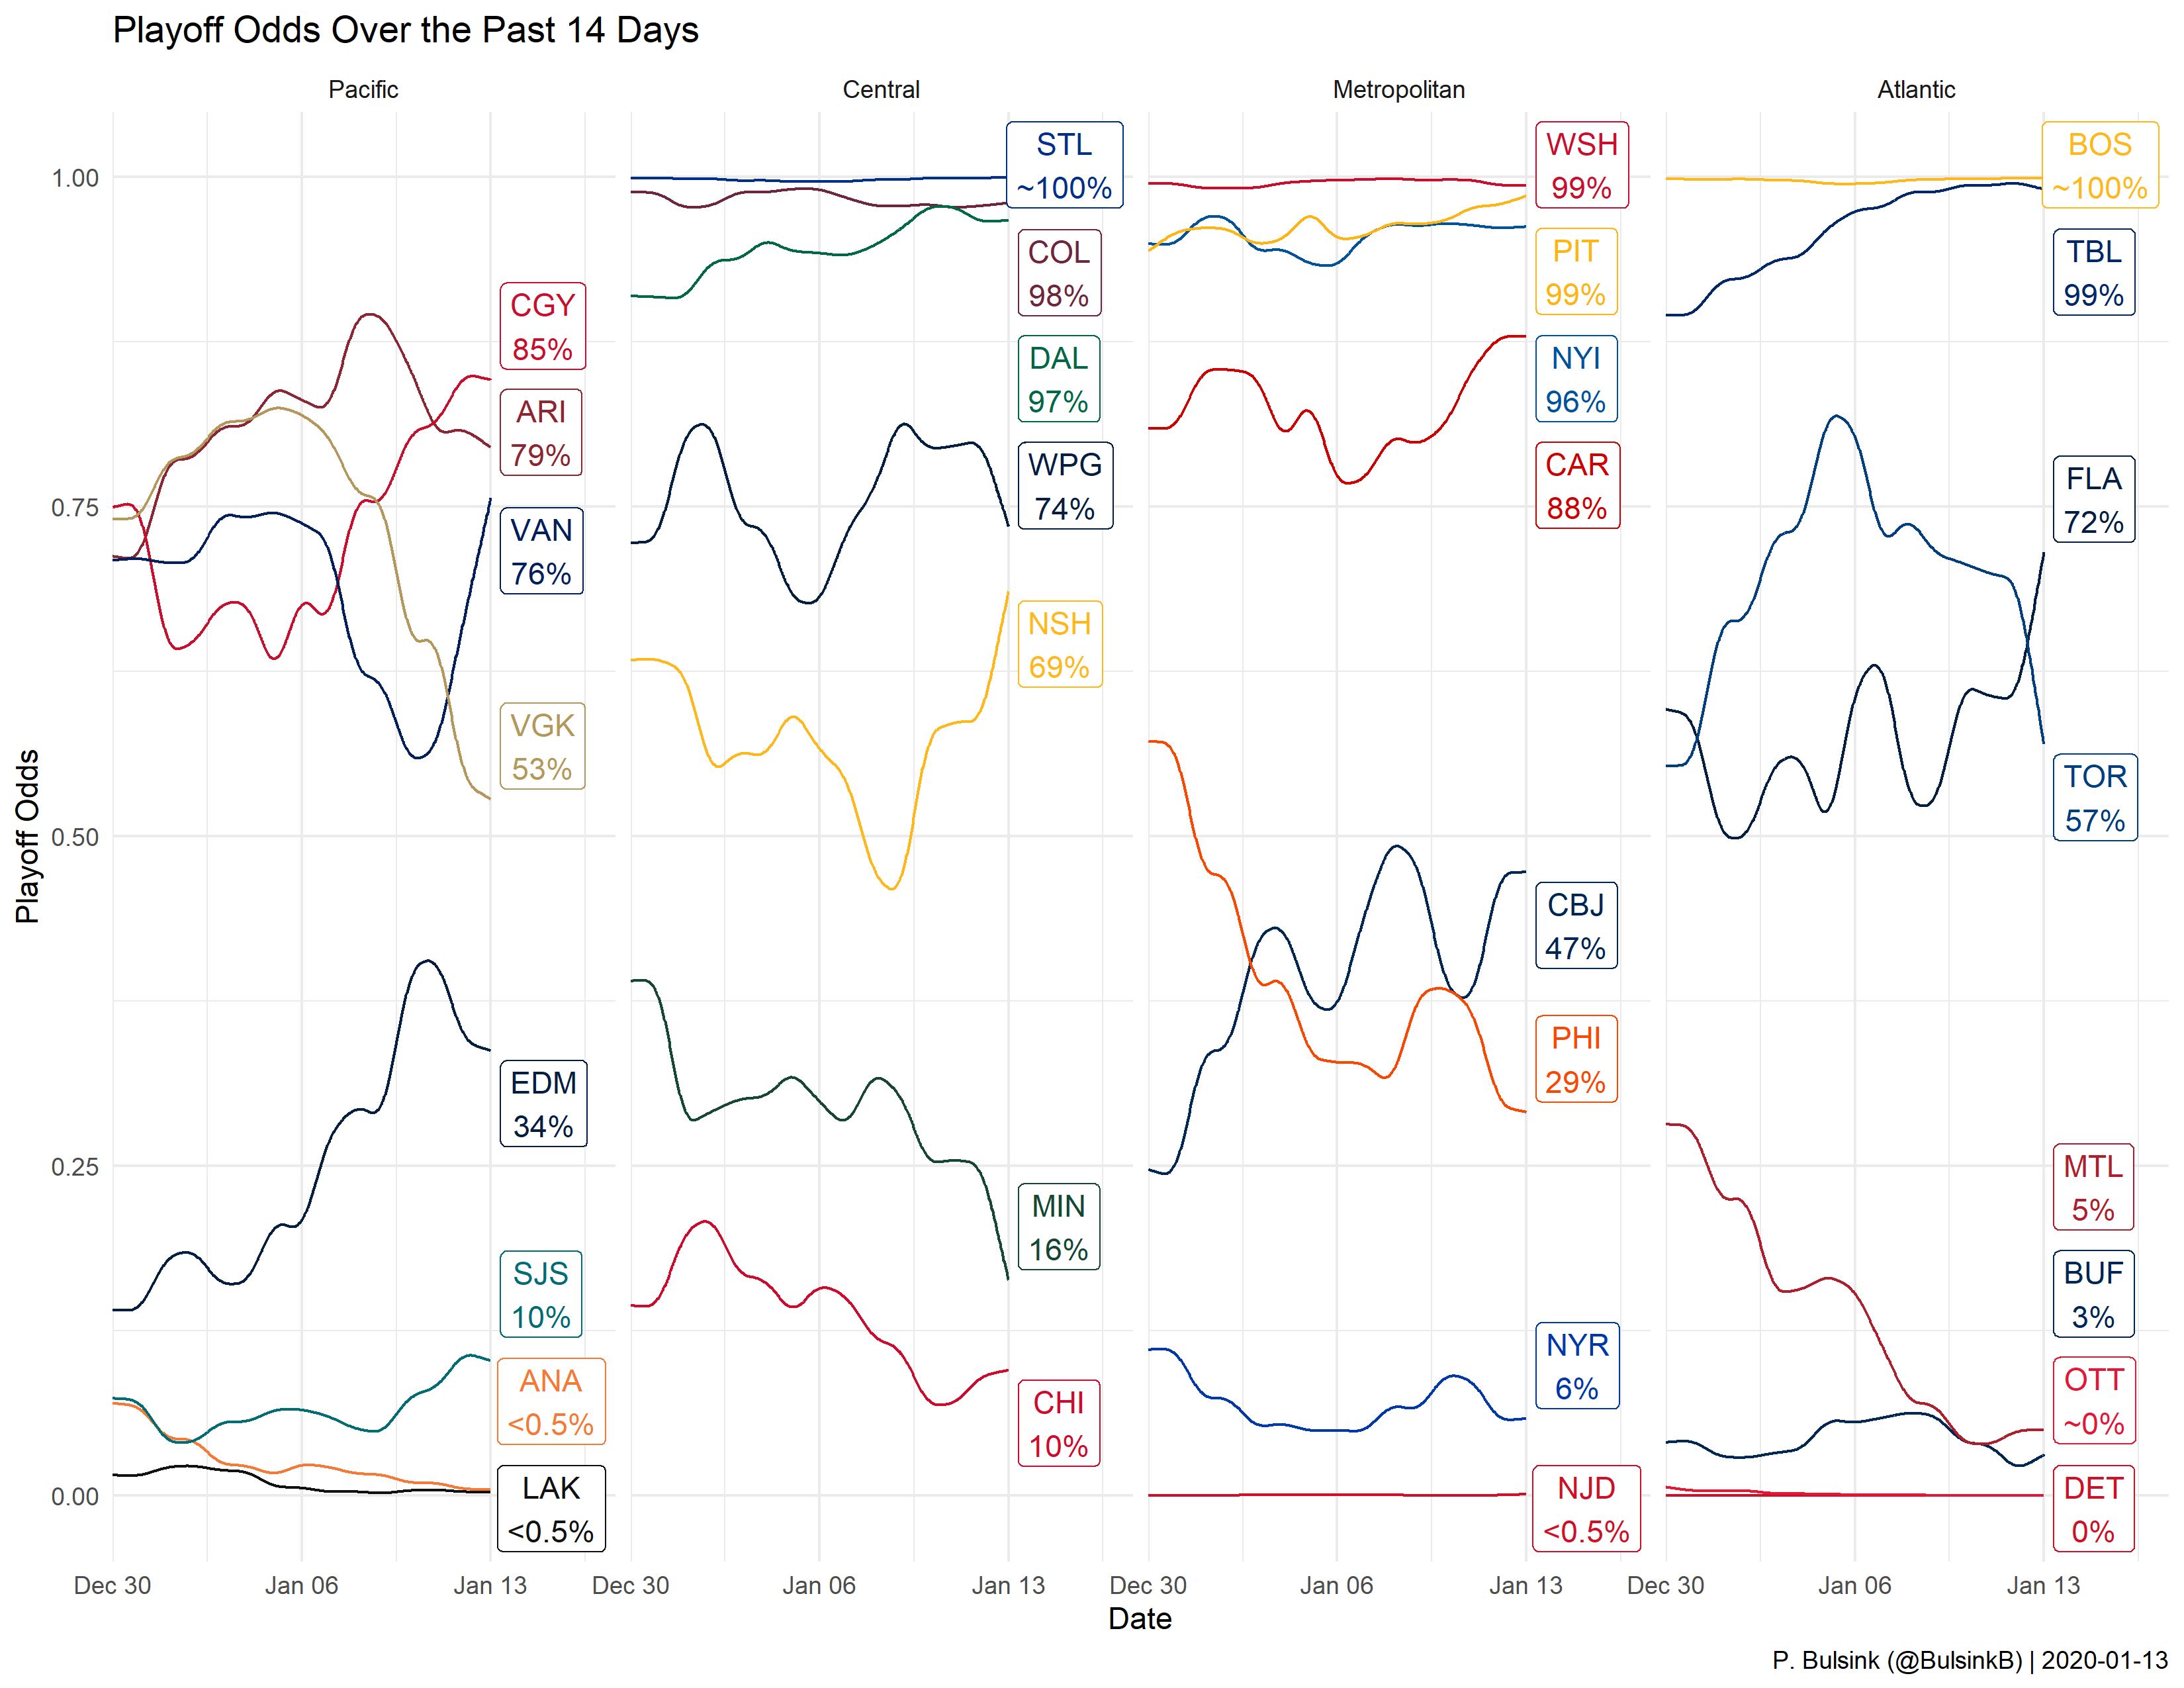 Playoff Odds Over the Past 14 Days
Pacific
Central
Metropolitan
Atlantic
Playoff Odds
1.00
0.75
0.50
0.25
0.00
CGY
85%
ARI
79%
VAN
76%
VGK
53%
EDM
34%
SJS
10%
ANA
<0.5%
LAK
<0.5%
STL
~100%
COL
98%
DAL
97%
WPG
74%
NSH
69%
MIN
16%
CHI
10%
WSH
99%
PIT
99%
NYI
96%
CAR
88%
CBJ
47%
PHI
29%
NYR
6%
NJD
<0.5%
BOS
~100%
TBL
99%
FLA
72%
TOR
57%
MTL
5%
BUF
3%
OTT
~0%
DET
0%
Dec 30
Jan 06
Jan 13
Dec 30
Jan 06
Jan 13
Dec 30
Jan 06
Jan 13
Dec 30
Jan 06
Jan 13
Date
P. Bulsink (@BulsinkB) | 2020-01-13